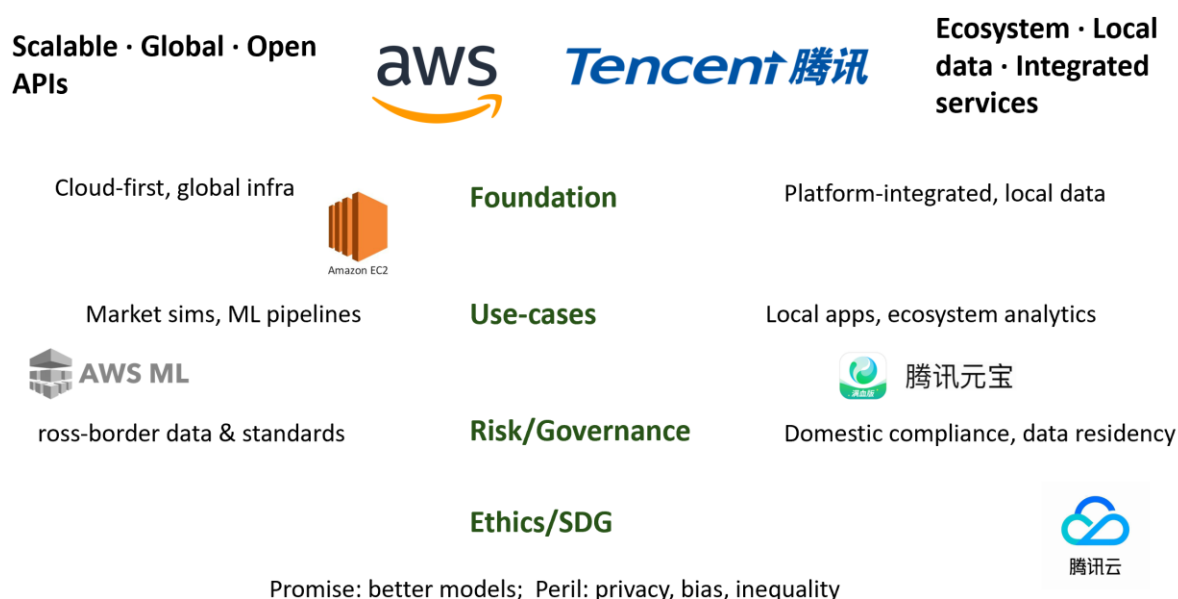 Scalable · Global · Open
APIs
aws
Tencent 腾讯
Ecosystem · Local
data · Integrated
services
Cloud-first, global infra
Foundation
Platform-integrated, local data
Amazon EC2
Market sims, ML pipelines
Use-cases
Local apps, ecosystem analytics
AWS ML
满血版
腾讯元宝
ross-border data & standards
Risk/Governance
Domestic compliance, data residency
Ethics/SDG
腾讯云
Promise: better models; Peril: privacy, bias, inequality